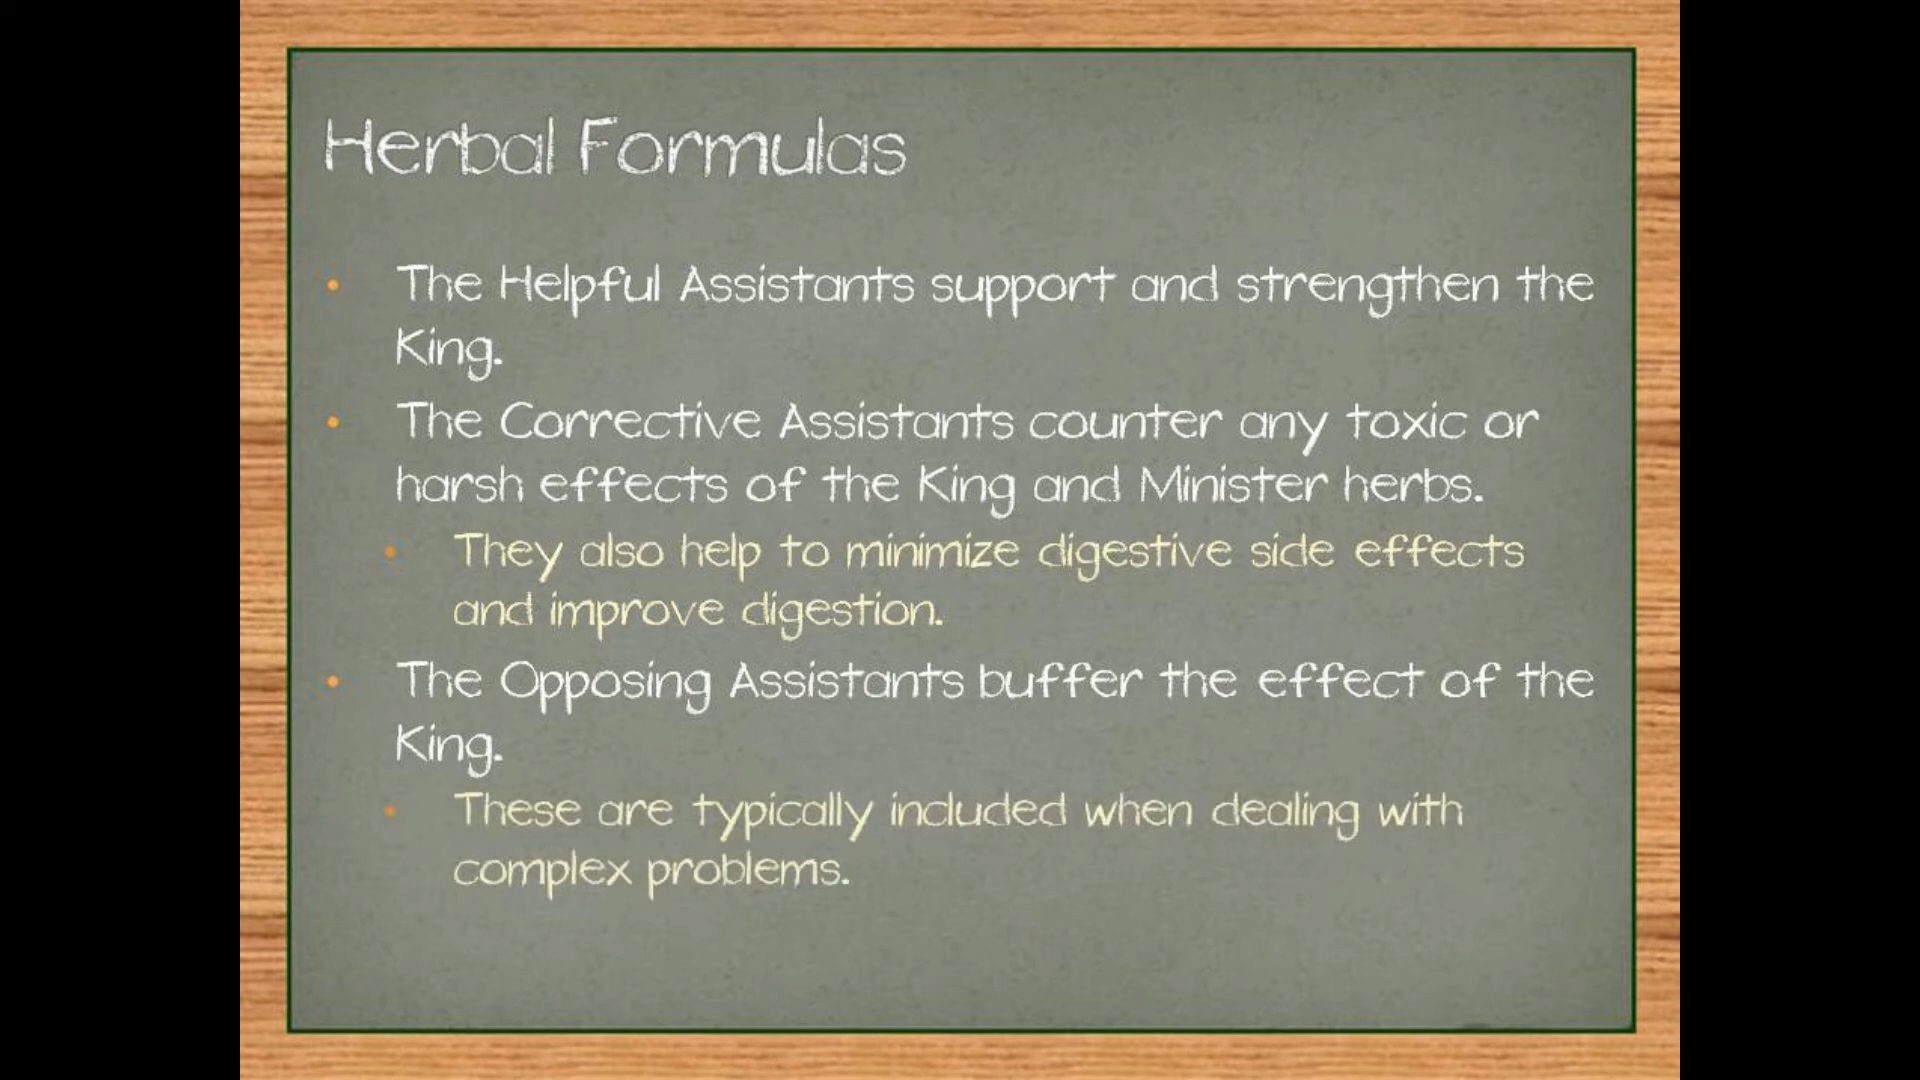 Herbal Formulas
• The Helpful Assistants support and strengthen the
King.
• The Corrective Assistants counter any toxic or
harsh effects of the King and Minister herbs.
• They also help to minimize digestive side effects
and improve digestion.
• The Opposing Assistants buffer the effect of the
King.
• These are typically included when dealing with
complex problems.